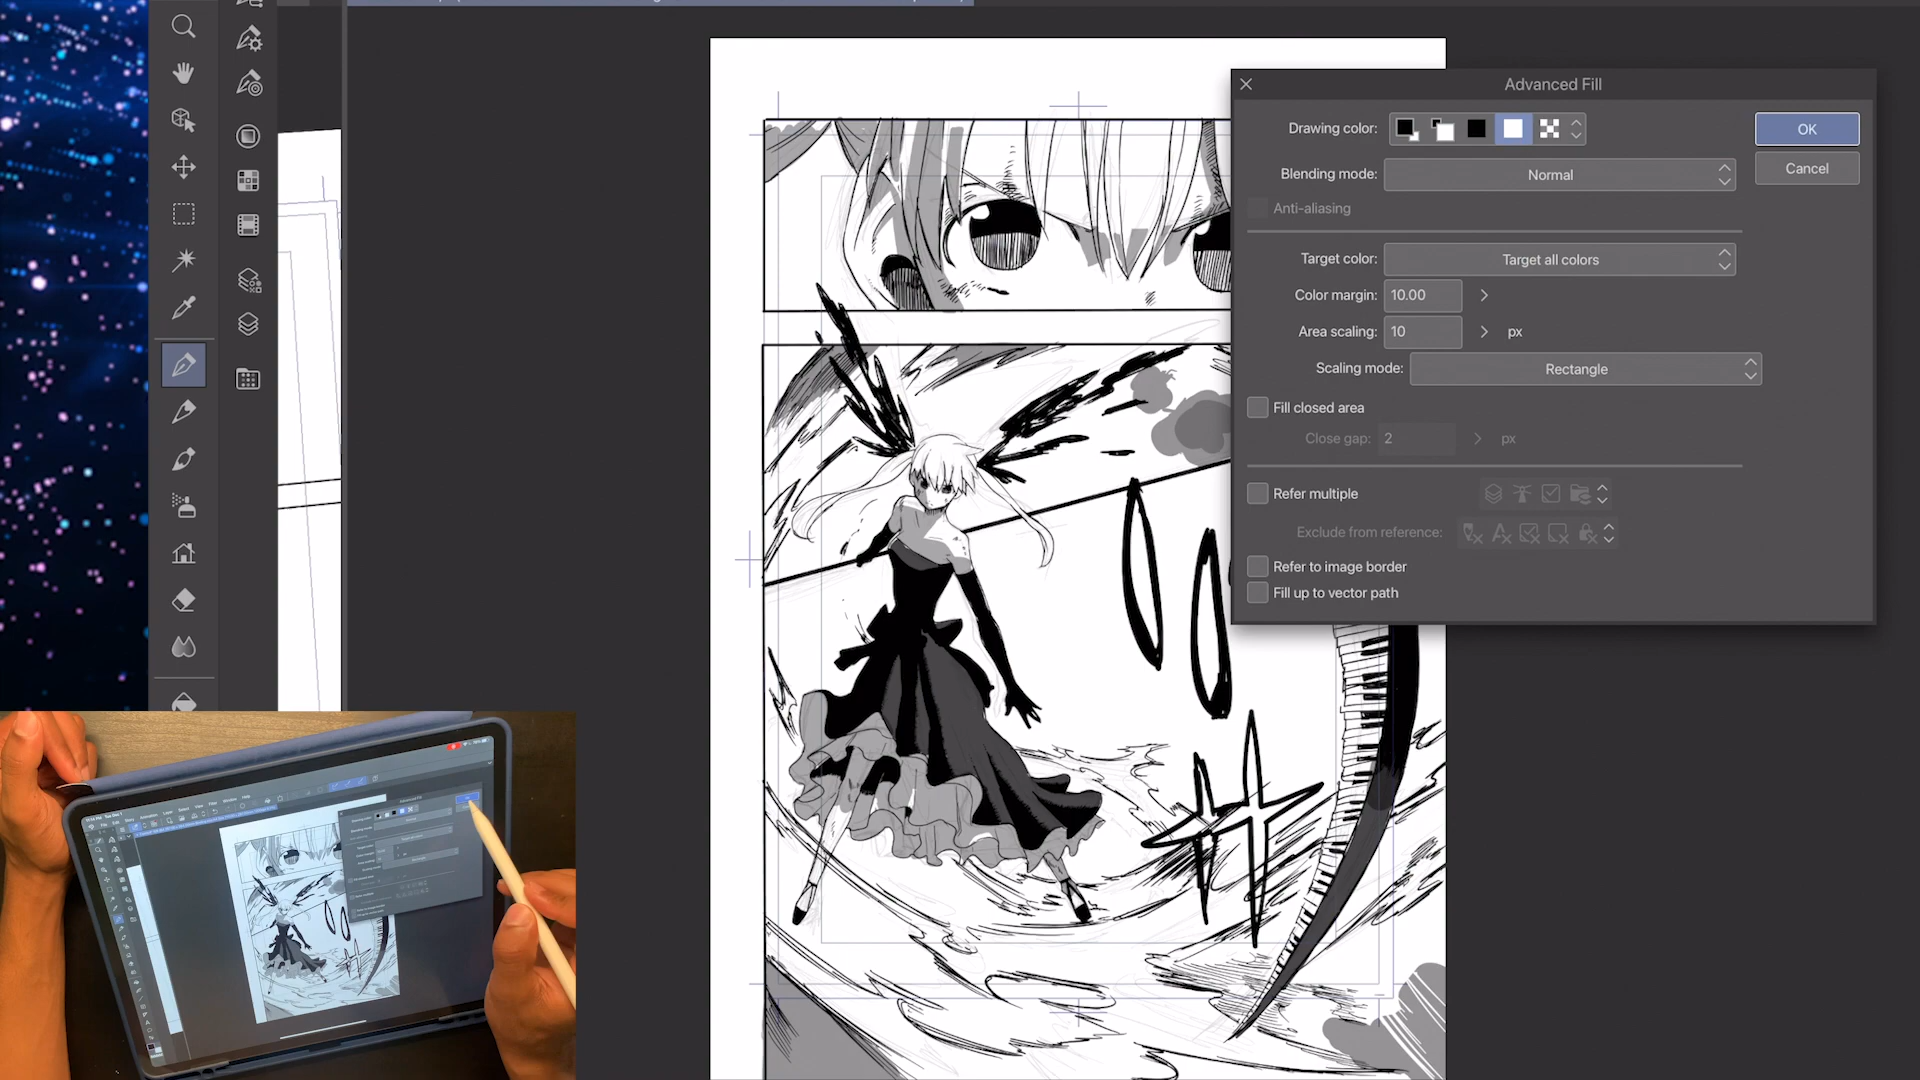 Advanced Fill
Drawing color:
OK
Blending mode: Normal
Cancel
Anti-aliasing
Target color: Target all colors
Color margin: 10.00
Area scaling: 10 px
Scaling mode: Rectangle
Fill closed area
Close gap: 2 px
Refer multiple
Exclude from reference:
Refer to image border
Fill up to vector path